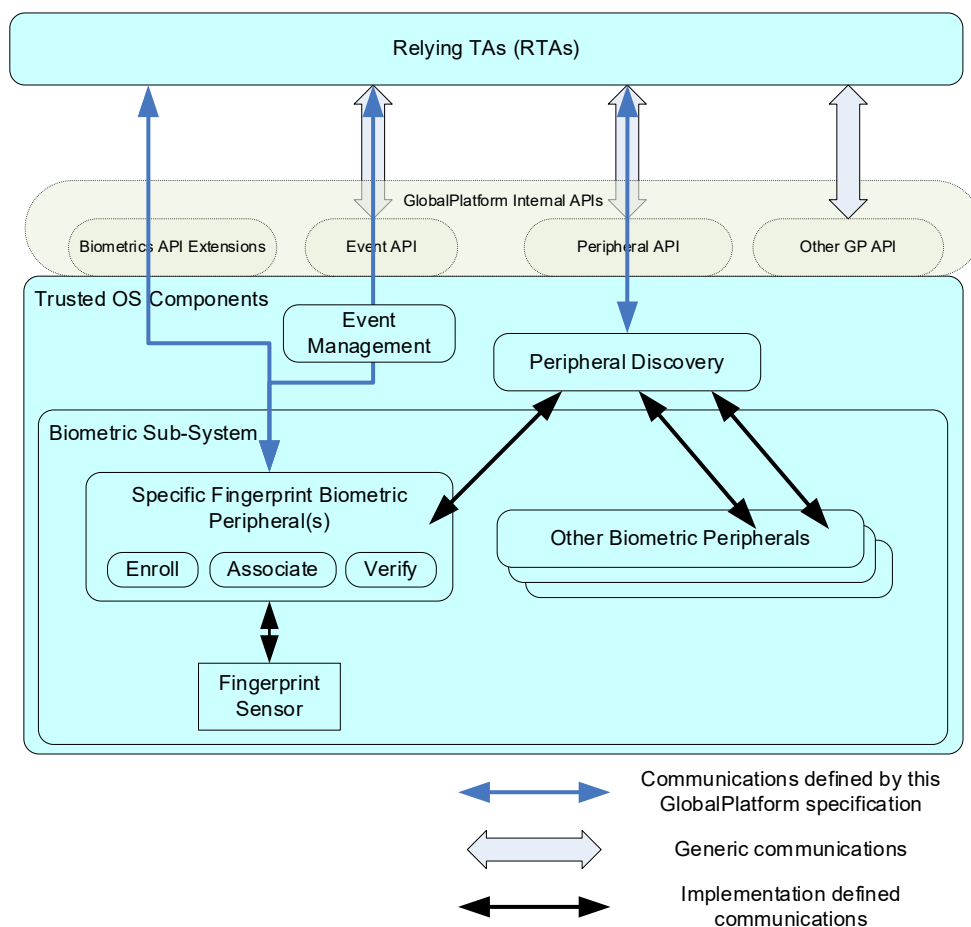 Relying TAs (RTAs)
GlobalPlatform Internal APIs
Biometrics API Extensions
Event API
Peripheral API
Other GP API
Trusted OS Components
Event
Management
Peripheral Discovery
Biometric Sub-System
Specific Fingerprint Biometric
Peripheral(s)
Enroll
Associate
Verify
Other Biometric Peripherals
Fingerprint
Sensor
Communications defined by this
GlobalPlatform specification
Generic communications
Implementation defined
communications